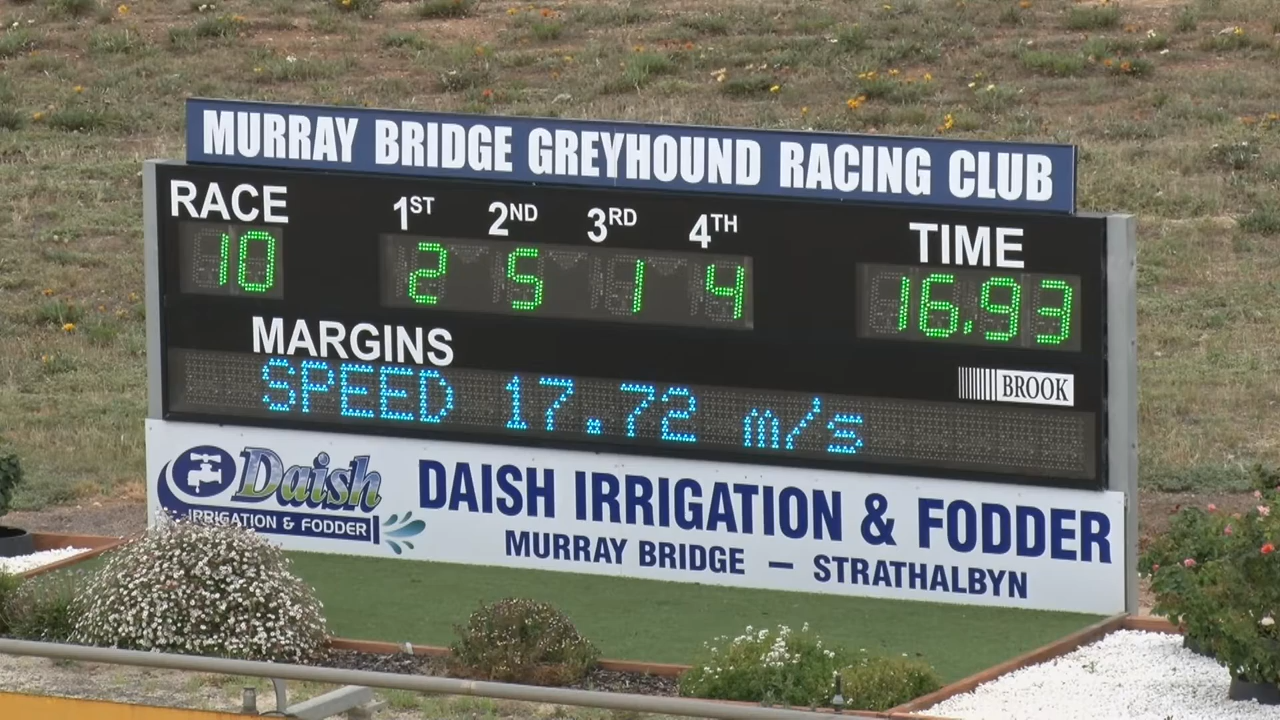 MURRAY BRIDGE GREYHOUND RACING CLUB
RACE 1ST 2ND 3RD 4TH TIME
10 2 5 1 4 16.93
MARGINS
BROOK
SPEED 17.72 m/s
Daish
IRRIGATION & FODDER
DAISH IRRIGATION & FODDER
MURRAY BRIDGE – STRATHALBYN